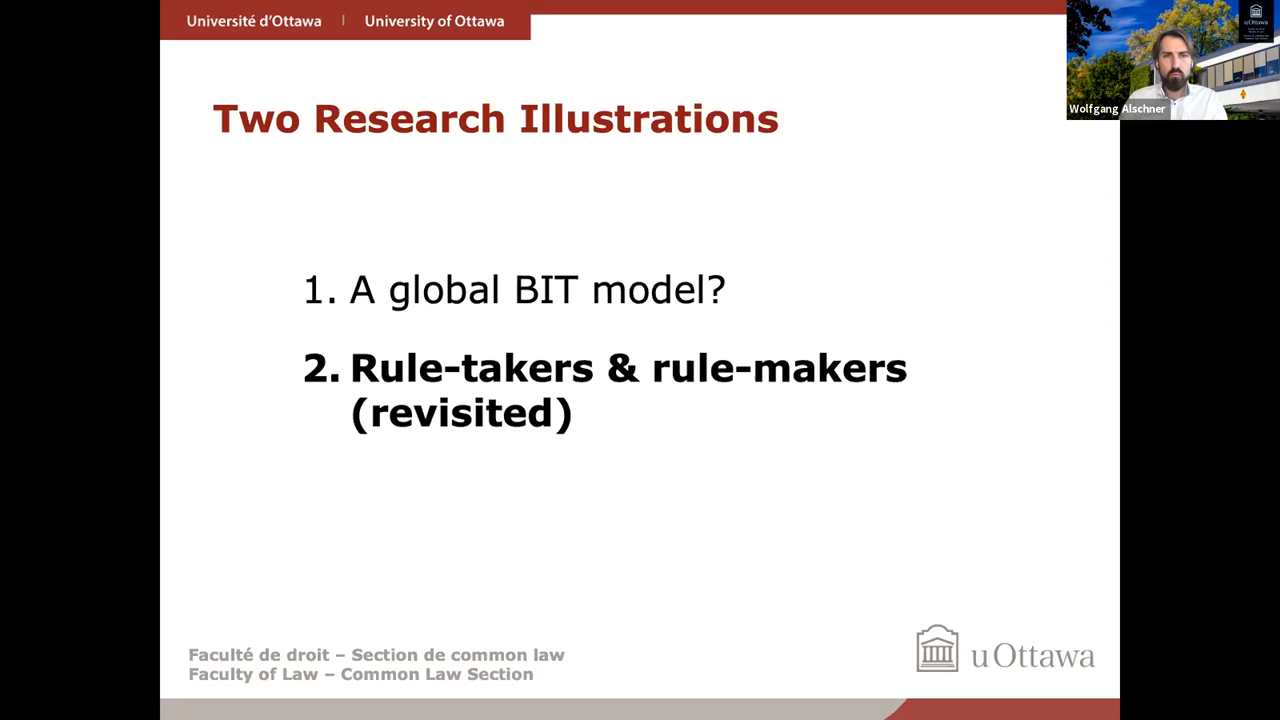 Université d'Ottawa | University of Ottawa
uOttawa
Wolfgang Alschner
Two Research Illustrations
1. A global BIT model?
2. Rule-takers & rule-makers
(revisited)
Faculté de droit – Section de common law
Faculty of Law – Common Law Section
uOttawa